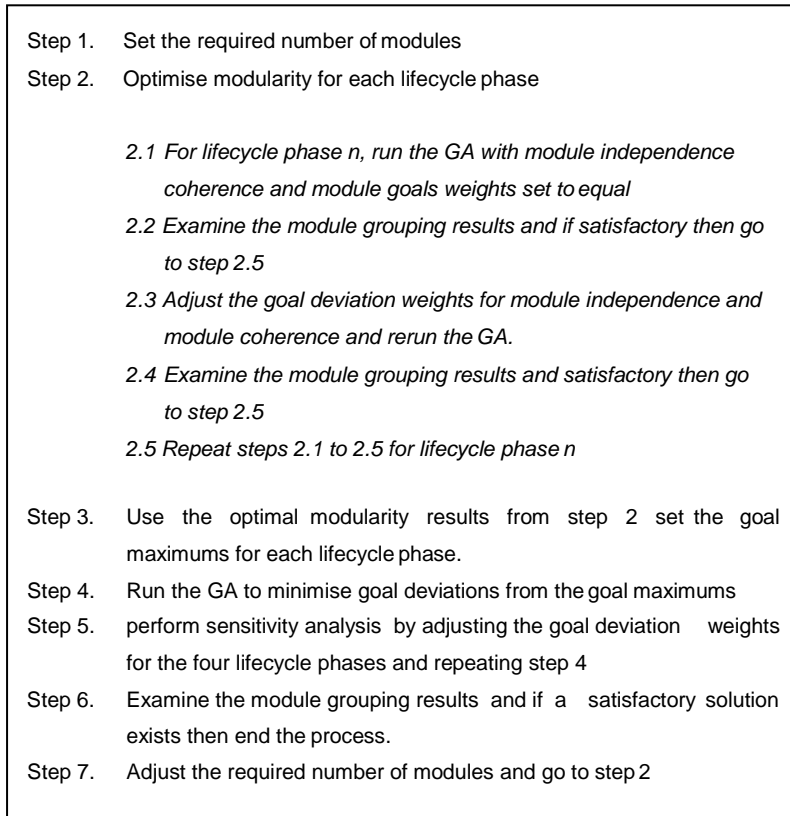 Step 1. Set the required number of modules
Step 2. Optimise modularity for each lifecycle phase
2.1 For lifecycle phase n, run the GA with module independence
coherence and module goals weights set to equal
2.2 Examine the module grouping results and if satisfactory then go
to step 2.5
2.3 Adjust the goal deviation weights for module independence and
module coherence and rerun the GA.
2.4 Examine the module grouping results and satisfactory then go
to step 2.5
2.5 Repeat steps 2.1 to 2.5 for lifecycle phase n
Step 3. Use the optimal modularity results from step 2 set the goal
maximums for each lifecycle phase.
Step 4. Run the GA to minimise goal deviations from the goal maximums
Step 5. perform sensitivity analysis by adjusting the goal deviation weights
for the four lifecycle phases and repeating step 4
Step 6. Examine the module grouping results and if a satisfactory solution
exists then end the process.
Step 7. Adjust the required number of modules and go to step 2